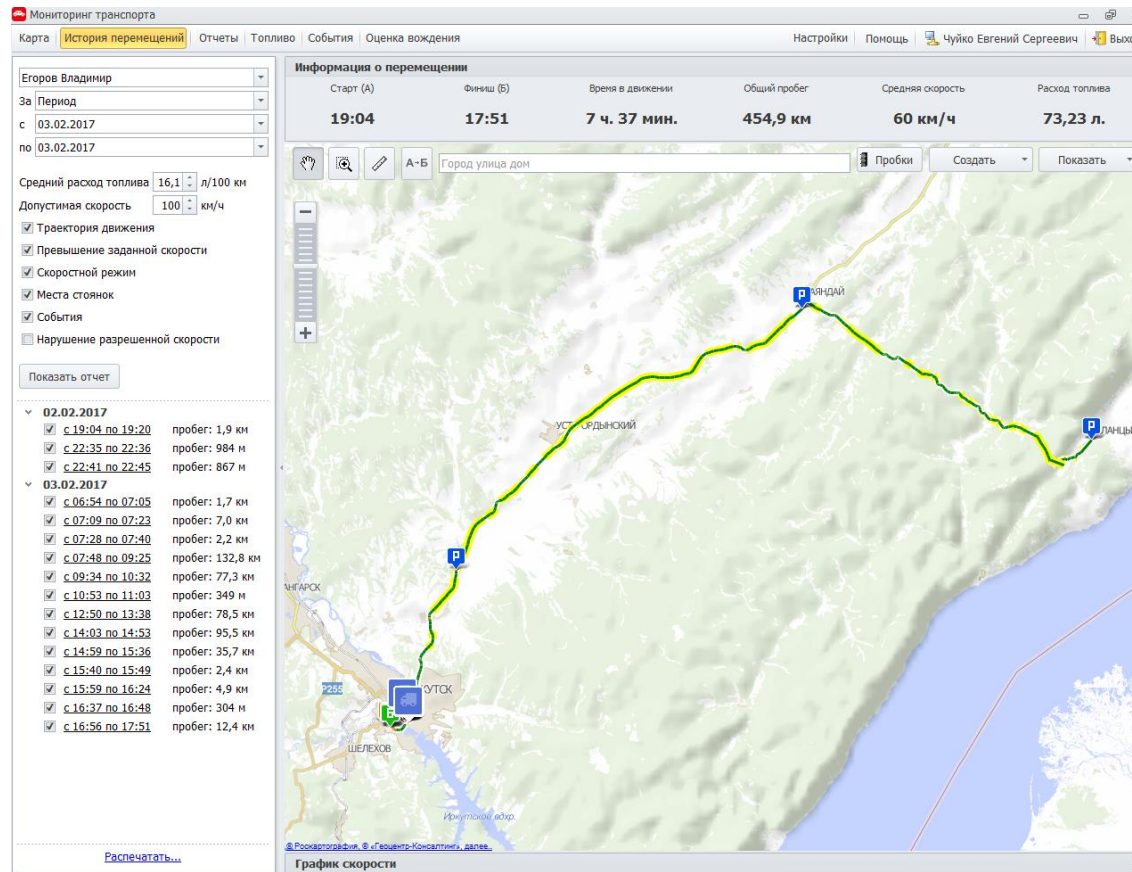 Мониторинг транспорта
Карта История перемещений Отчеты Топливо События Оценка вождения Настройки Помощь Чуйко Евгений Сергеевич Выхо
Егоров Владимир
За Период
с 03.02.2017
по 03.02.2017
Средний расход топлива 16,1 л/100 км
Допустимая скорость 100 км/ч
Траектория движения
Превышение заданной скорости
Скоростной режим
Места стоянок
События
Нарушение разрешенной скорости
Показать отчет
02.02.2017
с 19:04 по 19:20 пробег: 1,9 км
с 22:35 по 22:36 пробег: 984 м
с 22:41 по 22:45 пробег: 867 м
03.02.2017
с 06:54 по 07:05 пробег: 1,7 км
с 07:09 по 07:23 пробег: 7,0 км
с 07:28 по 07:40 пробег: 2,2 км
с 07:48 по 09:25 пробег: 132,8 км
с 09:34 по 10:32 пробег: 77,3 км
с 10:53 по 11:03 пробег: 349 м
с 12:50 по 13:38 пробег: 78,5 км
с 14:03 по 14:53 пробег: 95,5 км
с 14:59 по 15:36 пробег: 35,7 км
с 15:40 по 15:49 пробег: 2,4 км
с 15:59 по 16:24 пробег: 4,9 км
с 16:37 по 16:48 пробег: 304 м
с 16:56 по 17:51 пробег: 12,4 км
Распечатать...
Информация о перемещении
Старт (А) Финиш (Б) Время в движении Общий пробег Средняя скорость Расход топлива
19:04 17:51 7 ч. 37 мин. 454,9 км 60 км/ч 73,23 л.
А-Б Город улица дом Пробки Создать Показать
P АЯНДАЙ
P ЛАНЦЫ
УСТ ОРДЫНСКИЙ
P
АНГАРСК
P255 КУТСК
Б
ШЕЛЕХОВ
Иркутское вдхр.
© Роскартография, © «Геоцентр-Консалтинг», далее..
График скорости